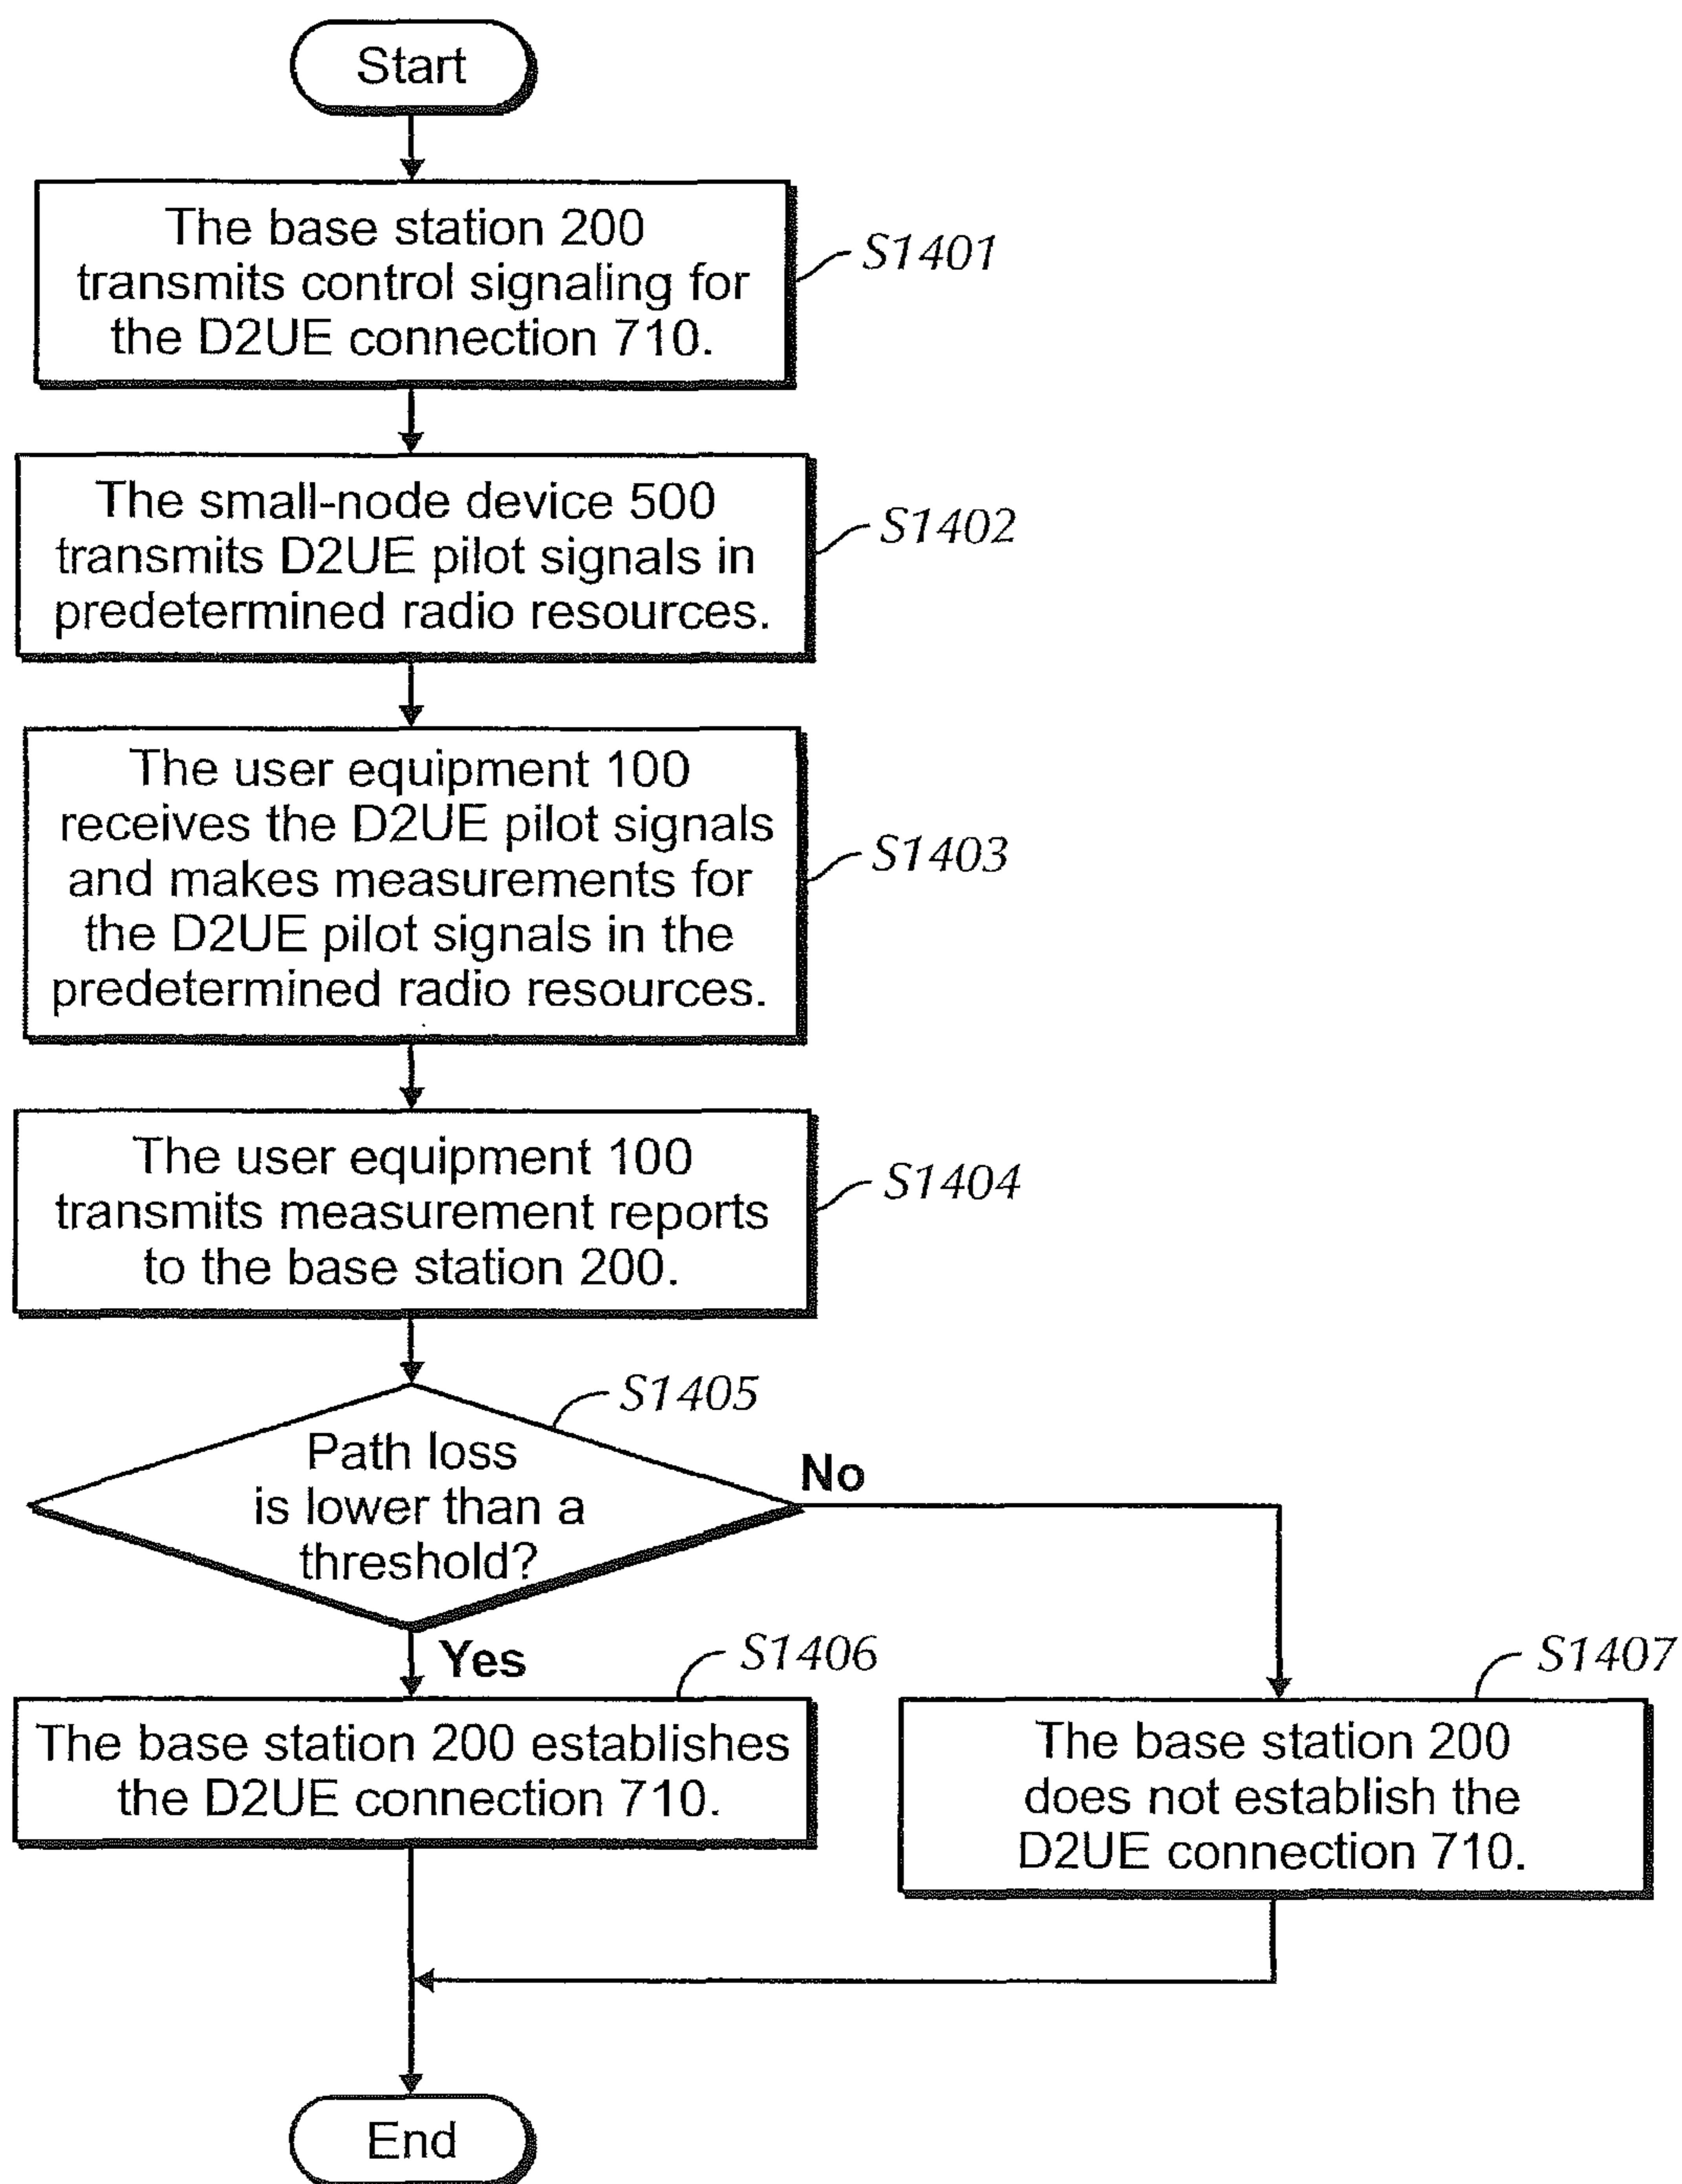 Start
The base station 200
transmits control signaling for
the D2UE connection 710.
S1401
The small-node device 500
transmits D2UE pilot signals in
predetermined radio resources.
S1402
The user equipment 100
receives the D2UE pilot signals
and makes measurements for
the D2UE pilot signals in the
predetermined radio resources.
S1403
The user equipment 100
transmits measurement reports
to the base station 200.
S1404
S1405
Path loss
is lower than a
threshold?
No
Yes
S1406
The base station 200 establishes
the D2UE connection 710.
S1407
The base station 200
does not establish the
D2UE connection 710.
End